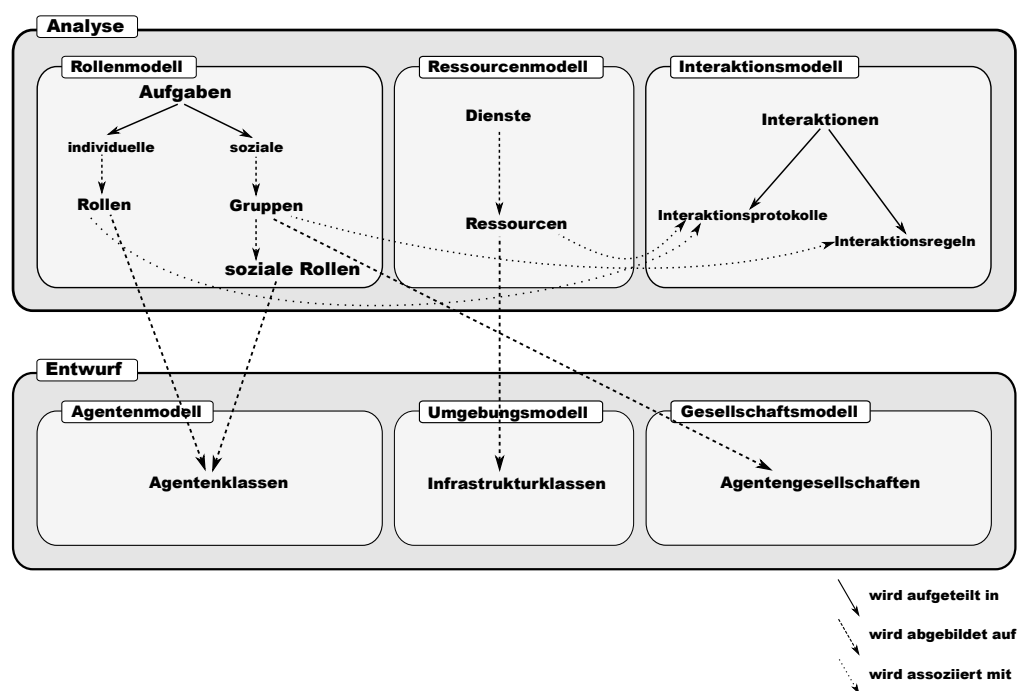 Analyse
Rollenmodell
Aufgaben
individuelle
soziale
Rollen
Gruppen
soziale Rollen
Ressourcenmodell
Dienste
Ressourcen
Interaktionsmodell
Interaktionen
Interaktionsprotokolle
Interaktionsregeln
Entwurf
Agentenmodell
Agentenklassen
Umgebungsmodell
Infrastrukturklassen
Gesellschaftsmodell
Agentengesellschaften
wird aufgeteilt in
wird abgebildet auf
wird assoziiert mit